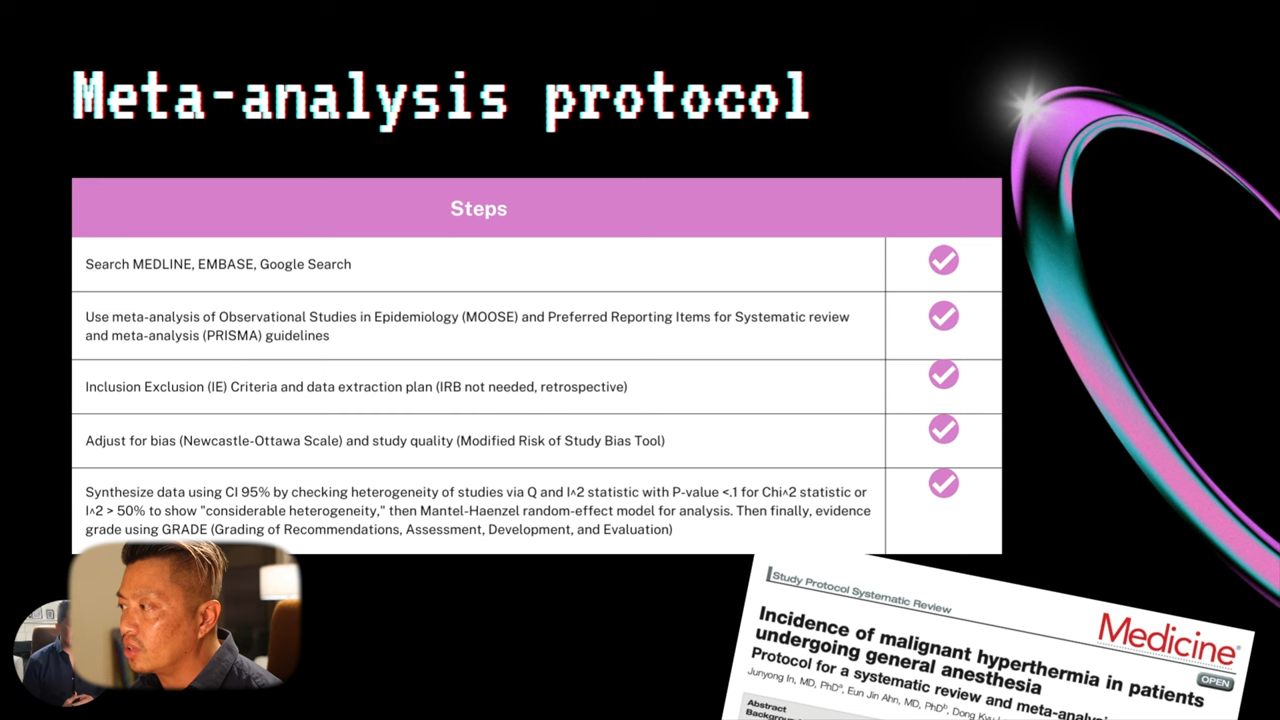 Meta-analysis protocol
Steps
Search MEDLINE, EMBASE, Google Search
Use meta-analysis of Observational Studies in Epidemiology (MOOSE) and Preferred Reporting Items for Systematic review
and meta-analysis (PRISMA) guidelines
Inclusion Exclusion (IE) Criteria and data extraction plan (IRB not needed, retrospective)
Adjust for bias (Newcastle-Ottawa Scale) and study quality (Modified Risk of Study Bias Tool)
Synthesize data using CI 95% by checking heterogeneity of studies via Q and I^2 statistic with P-value <.1 for Chi^2 statistic or
I^2 > 50% to show "considerable heterogeneity," then Mantel-Haenzel random-effect model for analysis. Then finally, evidence
grade using GRADE (Grading of Recommendations, Assessment, Development, and Evaluation)
Study Protocol Systematic Review
Medicine®
OPEN
Incidence of malignant hyperthermia in patients
undergoing general anesthesia
Protocol for a systematic review and
Junyong In, MD, PhDª, Eun Jin Ahn, MD, PhDᵇ, Dong
Abstract